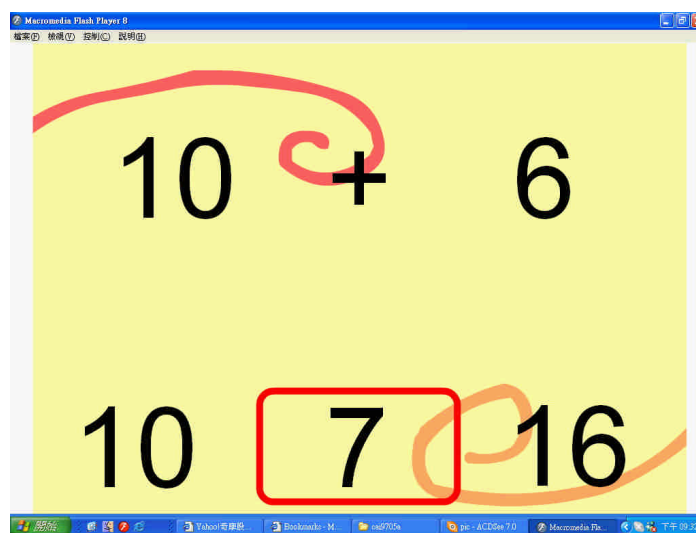 Macromedia Flash Player 8
檔案(F) 檢視(V) 控制(C) 說明(H)
10 + 6
10 7 16
開始 Yahoo!奇摩股... Bookmarks - M... cai9705a pic - ACDSee 7.0 Macromedia Fla... 下午 09:32